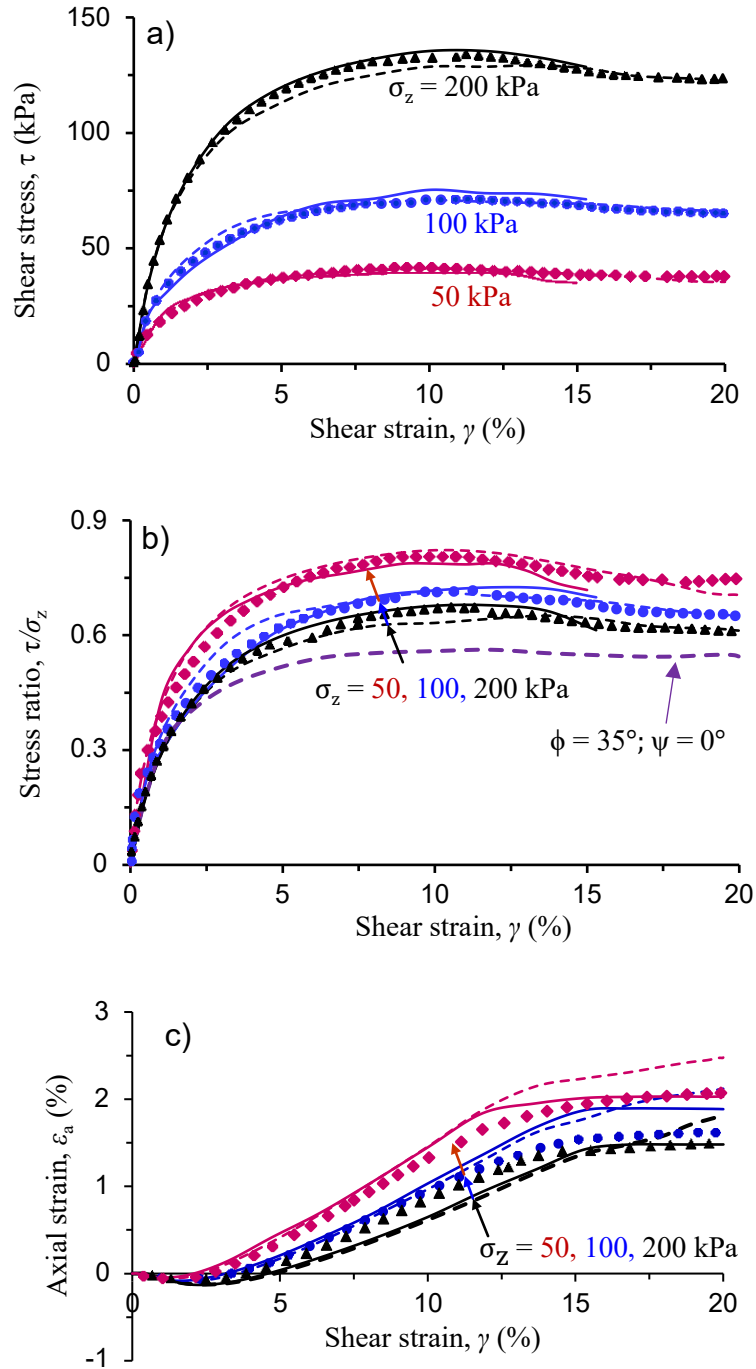 a)
150
100
50
0
Shear stress, τ (kPa)
σz = 200 kPa
100 kPa
50 kPa
0 5 10 15 20
Shear strain, γ (%)
b)
0.9
0.6
0.3
0
Stress ratio, τ/σz
σz = 50, 100, 200 kPa
ϕ = 35°; ψ = 0°
0 5 10 15 20
Shear strain, γ (%)
c)
3
2
1
0
-1
Axial strain, εa (%)
σz = 50, 100, 200 kPa
0 5 10 15 20
Shear strain, γ (%)